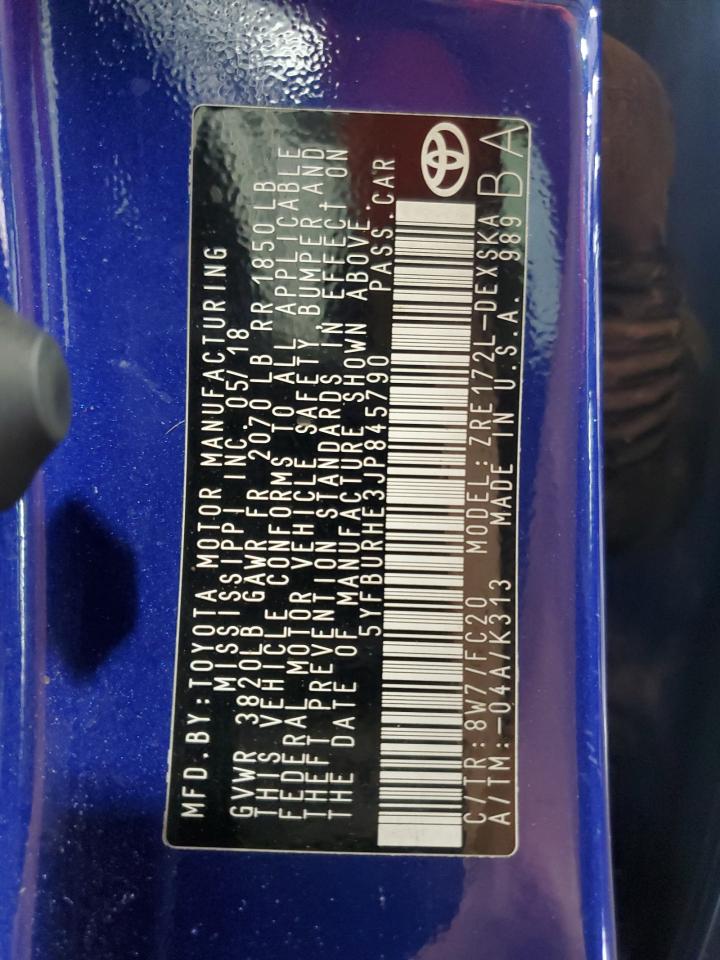 MFD.BY:TOYOTA MOTOR MANUFACTURING
MISSISSIPPI INC 05/18
GVWR 3820LB GAWR FR 2070 LB RR 1850 LB
THIS VEHICLE CONFORMS TO ALL APPLICABLE
FEDERAL MOTOR VEHICLE SAFETY, BUMPER AND
THEFT PREVENTION STANDARDS IN EFFECT ON
THE DATE OF MANUFACTURE SHOWN ABOVE.
5YFBURHE3JP845790 PASS.CAR
C/TR:8W7/FC20 MODEL:ZRE172L-DEXSKA
A/TM:-04A/K313 MADE IN U.S.A. 989 BA